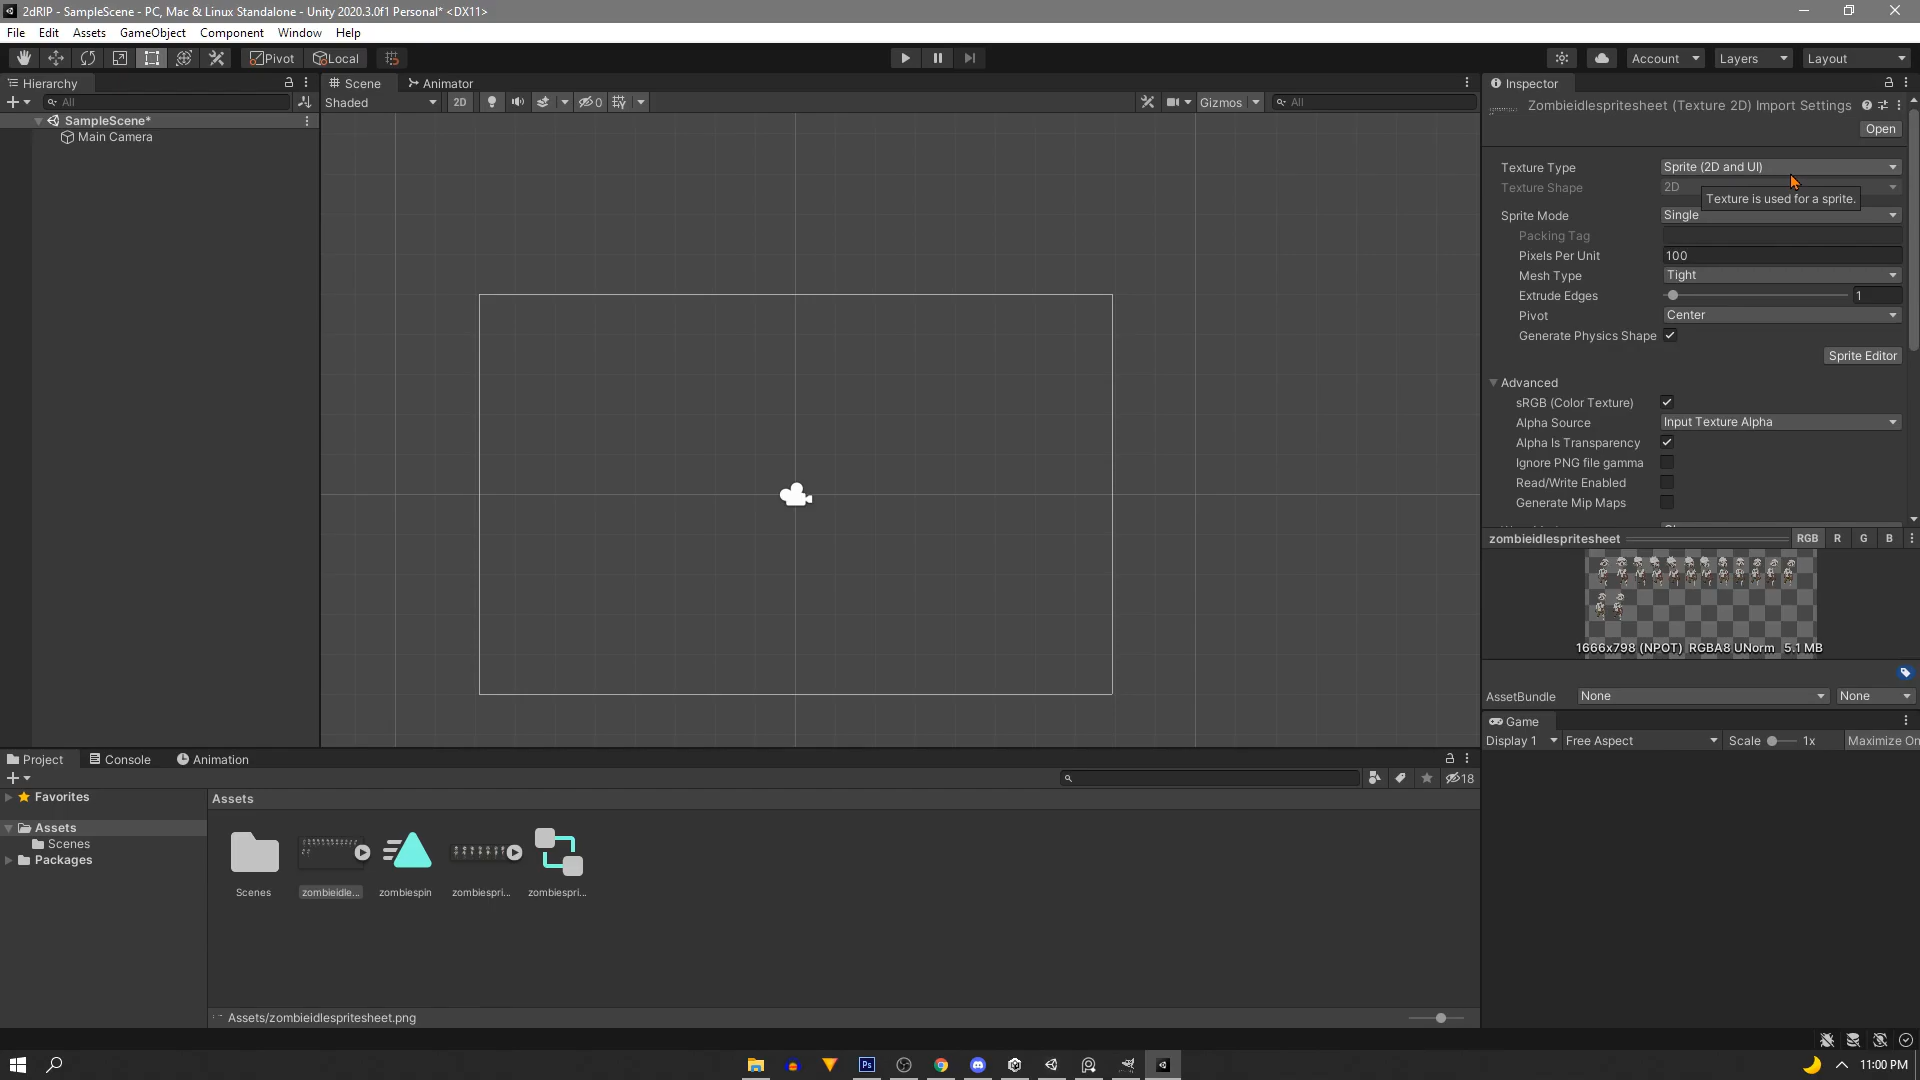 2dRIP - SampleScene - PC, Mac & Linux Standalone - Unity 2020.3.0f1 Personal* <DX11>
File Edit Assets GameObject Component Window Help
Pivot Local Account Layers Layout
Hierarchy
All
SampleScene*
Main Camera
Scene Animator
Shaded 2D 0 Gizmos All
Inspector
Zombieidlespritesheet (Texture 2D) Import Settings
Open
Texture Type Sprite (2D and UI)
Texture Shape 2D
Texture is used for a sprite.
Sprite Mode Single
Packing Tag
Pixels Per Unit 100
Mesh Type Tight
Extrude Edges 1
Pivot Center
Generate Physics Shape
Sprite Editor
Advanced
sRGB (Color Texture)
Alpha Source Input Texture Alpha
Alpha Is Transparency
Ignore PNG file gamma
Read/Write Enabled
Generate Mip Maps
zombieidlespritesheet RGB R G B
1666x798 (NPOT) RGBA8 UNorm 5.1 MB
AssetBundle None None
Game
Display 1 Free Aspect Scale 1x Maximize On
Project Console Animation
18
Favorites
Assets
Scenes
Packages
Assets
Scenes zombieidle... zombiespin zombiespri... zombiespri...
Assets/zombieidlespritesheet.png
Ps
11:00 PM